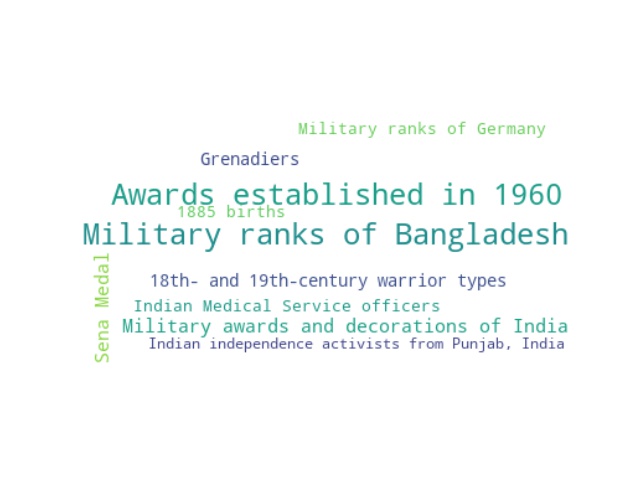 Military ranks of Germany
Grenadiers
Awards established in 1960
1885 births
Military ranks of Bangladesh
Sena Medal
18th- and 19th-century warrior types
Indian Medical Service officers
Military awards and decorations of India
Indian independence activists from Punjab, India